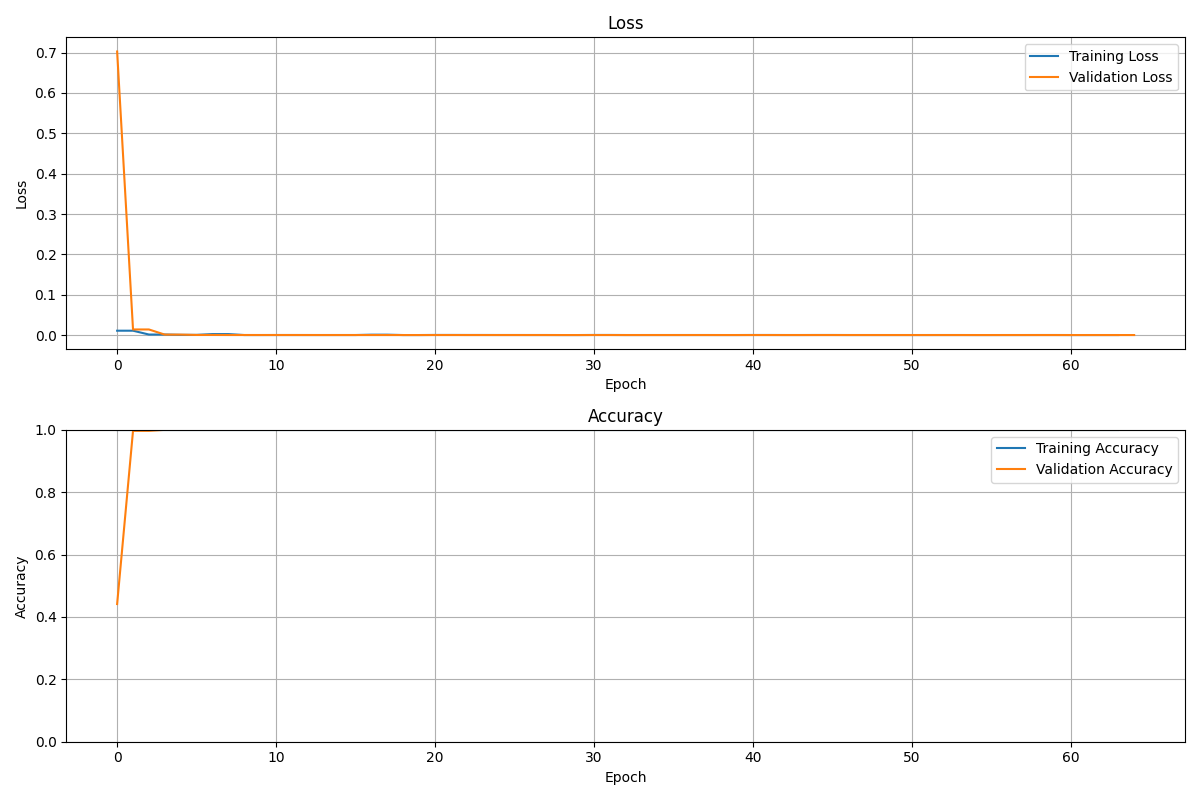 Loss
0.7
0.6
0.5
0.4
0.3
0.2
0.1
0.0
Loss
Training Loss
Validation Loss
0 10 20 30 40 50 60
Epoch
Accuracy
1.0
0.8
0.6
0.4
0.2
0.0
Accuracy
Training Accuracy
Validation Accuracy
0 10 20 30 40 50 60
Epoch